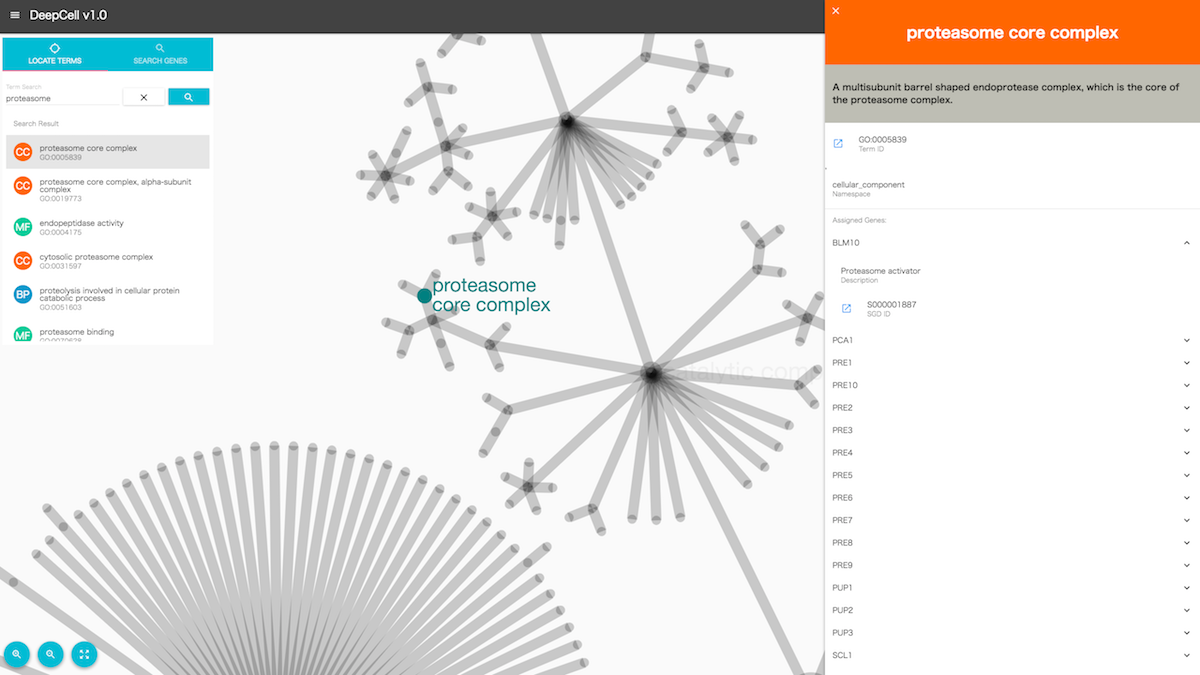 DeepCell v1.0
LOCATE TERMS
SEARCH GENES
Term Search
proteasome
Search Result
CC
proteasome core complex
GO:0005839
CC
proteasome core complex, alpha-subunit
complex
GO:0019773
MF
endopeptidase activity
GO:0004175
CC
cytosolic proteasome complex
GO:0031597
BP
proteolysis involved in cellular protein
catabolic process
GO:0051603
MF
proteasome binding
GO:0070628
proteasome
core complex
catalytic comp
proteasome core complex
A multisubunit barrel shaped endoprotease complex, which is the core of
the proteasome complex.
GO:0005839
Term ID
cellular_component
Namespace
Assigned Genes:
BLM10
Proteasome activator
Description
S000001887
SGD ID
PCA1
PRE1
PRE10
PRE2
PRE3
PRE4
PRE5
PRE6
PRE7
PRE8
PRE9
PUP1
PUP2
PUP3
SCL1